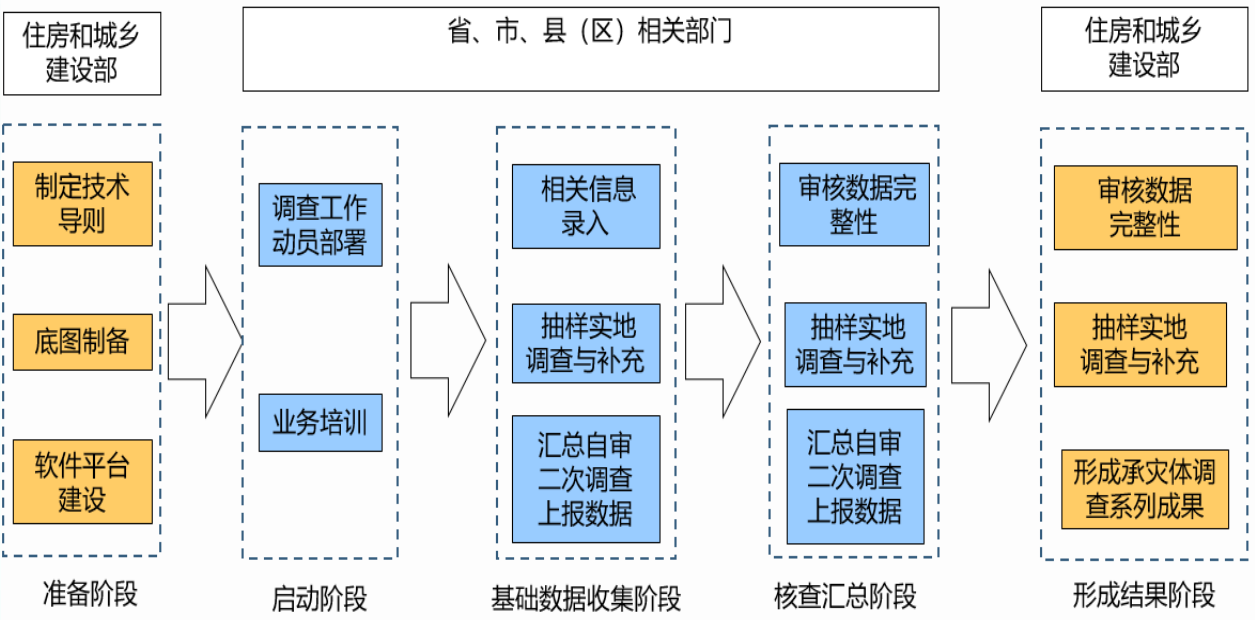 住房和城乡
建设部
省、市、县（区）相关部门
住房和城乡
建设部
制定技术
导则
底图制备
软件平台
建设
准备阶段
调查工作
动员部署
业务培训
启动阶段
相关信息
录入
抽样实地
调查与补充
汇总自审
二次调查
上报数据
基础数据收集阶段
审核数据完
整性
抽样实地
调查与补充
汇总自审
二次调查
上报数据
核查汇总阶段
审核数据
完整性
抽样实地
调查与补充
形成承灾体调
查系列成果
形成结果阶段